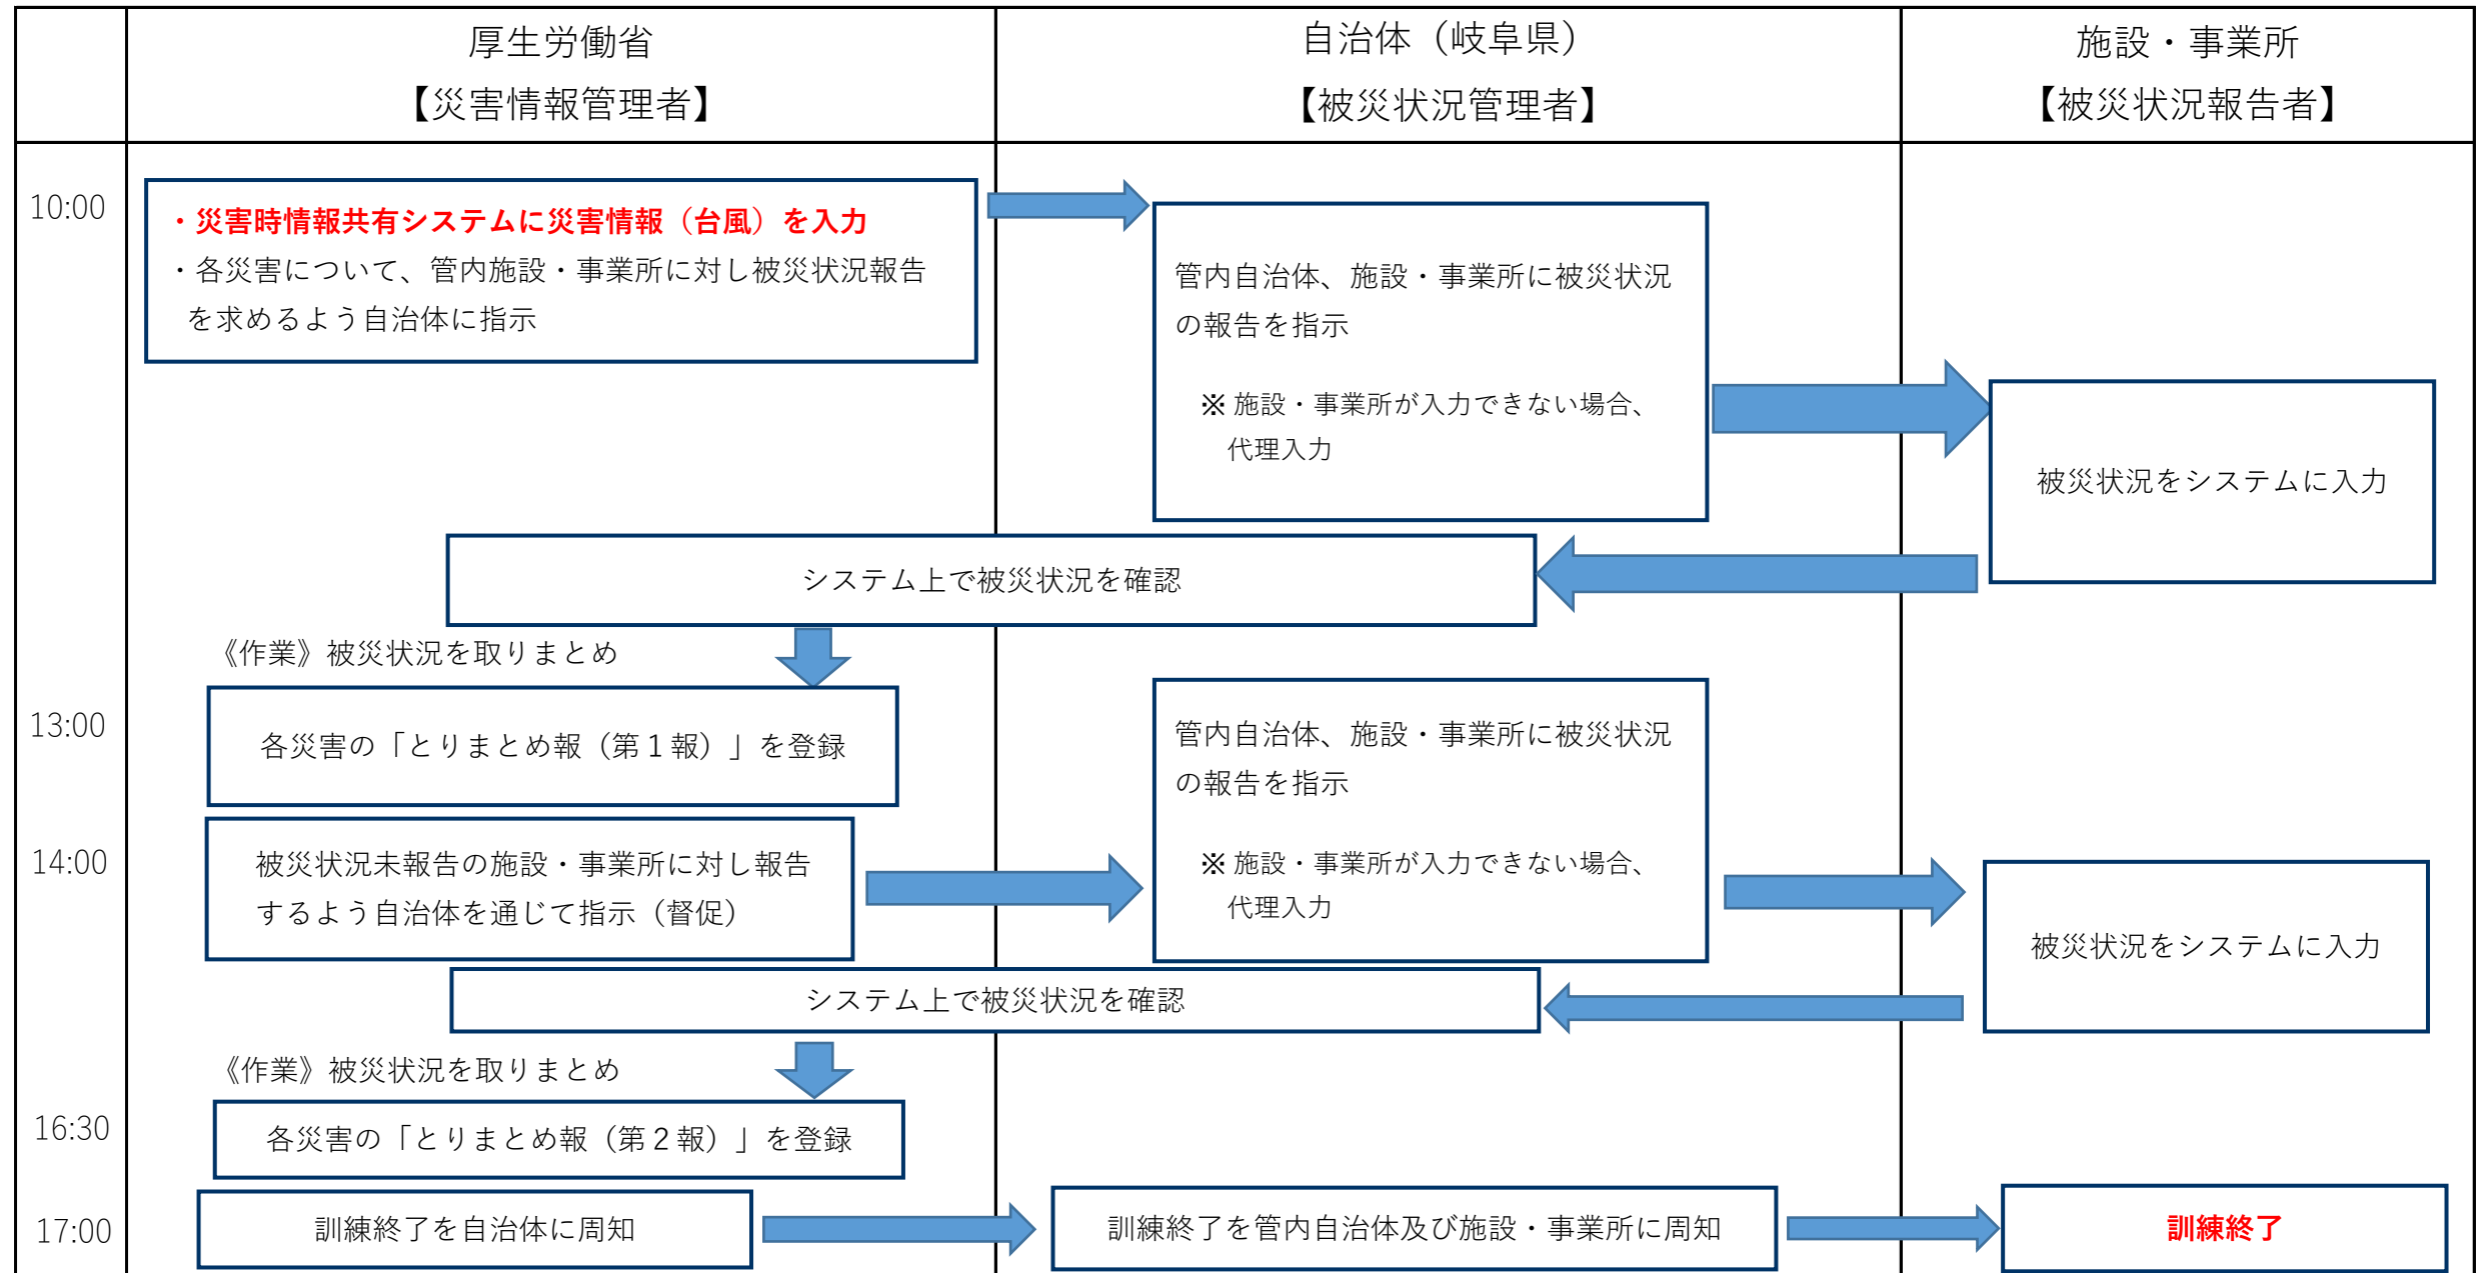 厚生労働省
【災害情報管理者】
自治体（岐阜県）
【被災状況管理者】
施設・事業所
【被災状況報告者】
10:00
・災害時情報共有システムに災害情報（台風）を入力
・各災害について、管内施設・事業所に対し被災状況報告
を求めるよう自治体に指示
管内自治体、施設・事業所に被災状況
の報告を指示
※ 施設・事業所が入力できない場合、
代理入力
被災状況をシステムに入力
システム上で被災状況を確認
《作業》被災状況を取りまとめ
13:00
各災害の「とりまとめ報（第１報）」を登録
管内自治体、施設・事業所に被災状況
の報告を指示
※ 施設・事業所が入力できない場合、
代理入力
14:00
被災状況未報告の施設・事業所に対し報告
するよう自治体を通じて指示（督促）
被災状況をシステムに入力
システム上で被災状況を確認
《作業》被災状況を取りまとめ
16:30
各災害の「とりまとめ報（第２報）」を登録
17:00
訓練終了を自治体に周知
訓練終了を管内自治体及び施設・事業所に周知
訓練終了